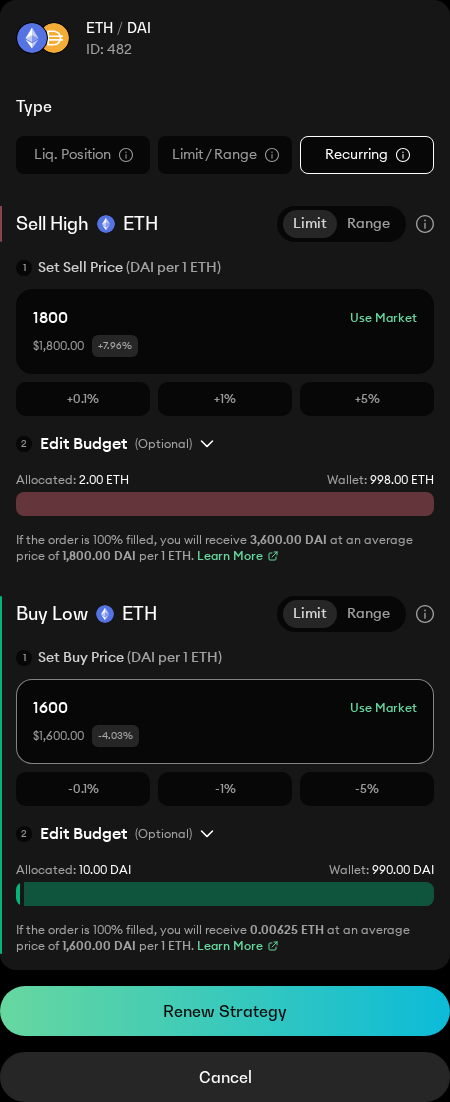 ETH / DAI
ID: 482
Type
Liq. Position
Limit / Range
Recurring
Sell High ETH
Limit Range
1 Set Sell Price (DAI per 1 ETH)
1800 Use Market
$1,800.00 +7.96%
+0.1% +1% +5%
2 Edit Budget (Optional)
Allocated: 2.00 ETH Wallet: 998.00 ETH
If the order is 100% filled, you will receive 3,600.00 DAI at an average
price of 1,800.00 DAI per 1 ETH. Learn More
Buy Low ETH
Limit Range
1 Set Buy Price (DAI per 1 ETH)
1600 Use Market
$1,600.00 -4.03%
-0.1% -1% -5%
2 Edit Budget (Optional)
Allocated: 10.00 DAI Wallet: 990.00 DAI
If the order is 100% filled, you will receive 0.00625 ETH at an average
price of 1,600.00 DAI per 1 ETH. Learn More
Renew Strategy
Cancel